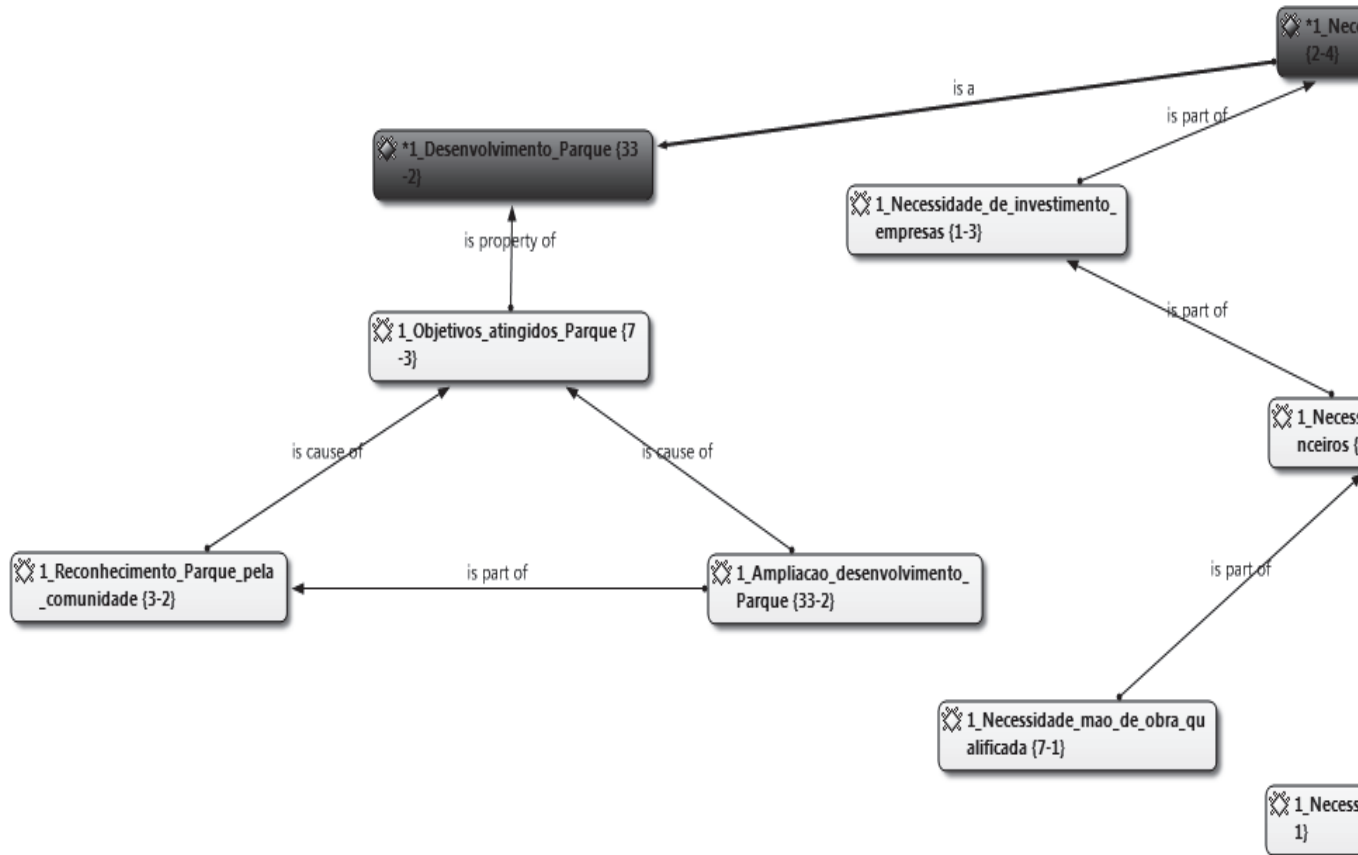 *1_Nece
{2-4}
is a
is part of
*1_Desenvolvimento_Parque {33
-2}
1_Necessidade_de_investimento_
empresas {1-3}
is property of
is part of
1_Objetivos_atingidos_Parque {7
-3}
1_Necess
nceiros {
is cause of
is cause of
is part of
1_Reconhecimento_Parque_pela
_comunidade {3-2}
is part of
1_Ampliacao_desenvolvimento_
Parque {33-2}
1_Necessidade_mao_de_obra_qu
alificada {7-1}
1_Necess
1}